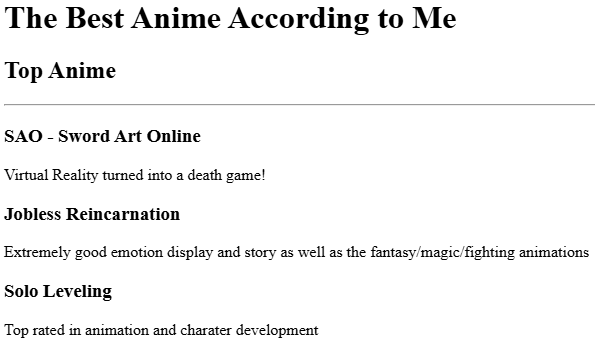 The Best Anime According to Me
Top Anime
SAO - Sword Art Online
Virtual Reality turned into a death game!
Jobless Reincarnation
Extremely good emotion display and story as well as the fantasy/magic/fighting animations
Solo Leveling
Top rated in animation and charater development